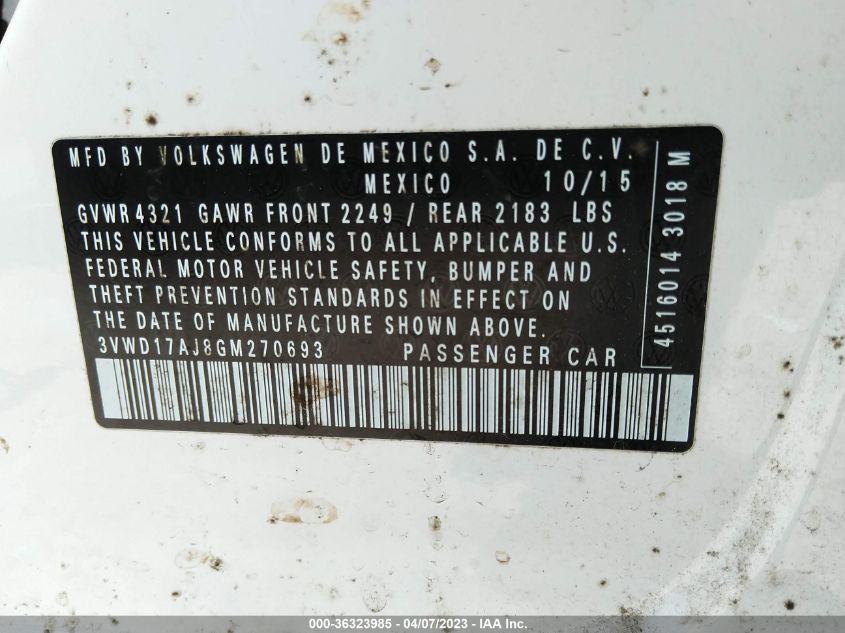 MFD BY VOLKSWAGEN DE MEXICO S.A. DE C.V.
MEXICO 10/15
GVWR 4321 GAWR FRONT 2249 / REAR 2183 LBS
THIS VEHICLE CONFORMS TO ALL APPLICABLE U.S.
FEDERAL MOTOR VEHICLE SAFETY, BUMPER AND
THEFT PREVENTION STANDARDS IN EFFECT ON
THE DATE OF MANUFACTURE SHOWN ABOVE.
3VWD17AJ8GM270693 PASSENGER CAR
4516014 3018 M
000-36323985 - 04/07/2023 - IAA Inc.